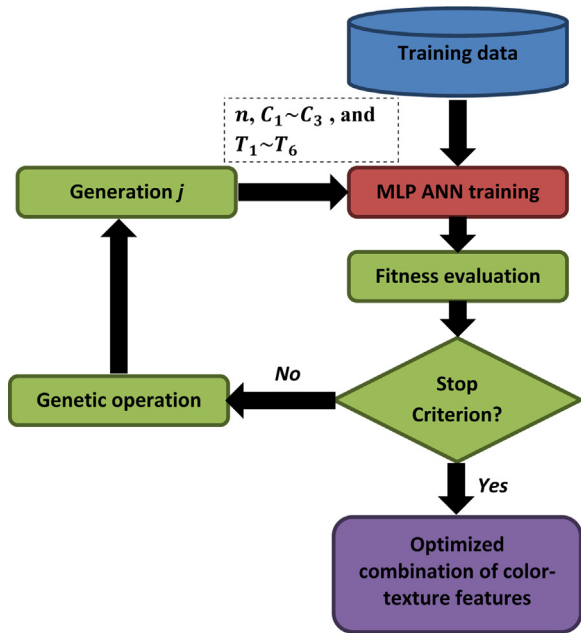 Training data
n, C₁~C₃ , and
T₁~T₆
Generation j
MLP ANN training
Fitness evaluation
Stop
Criterion?
No
Genetic operation
Yes
Optimized
combination of color-
texture features